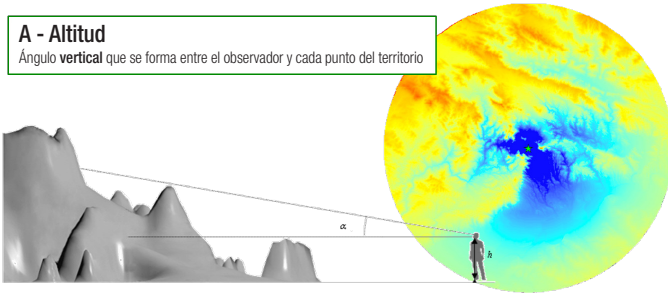 A - Altitud
Ángulo vertical que se forma entre el observador y cada punto del territorio
α
h